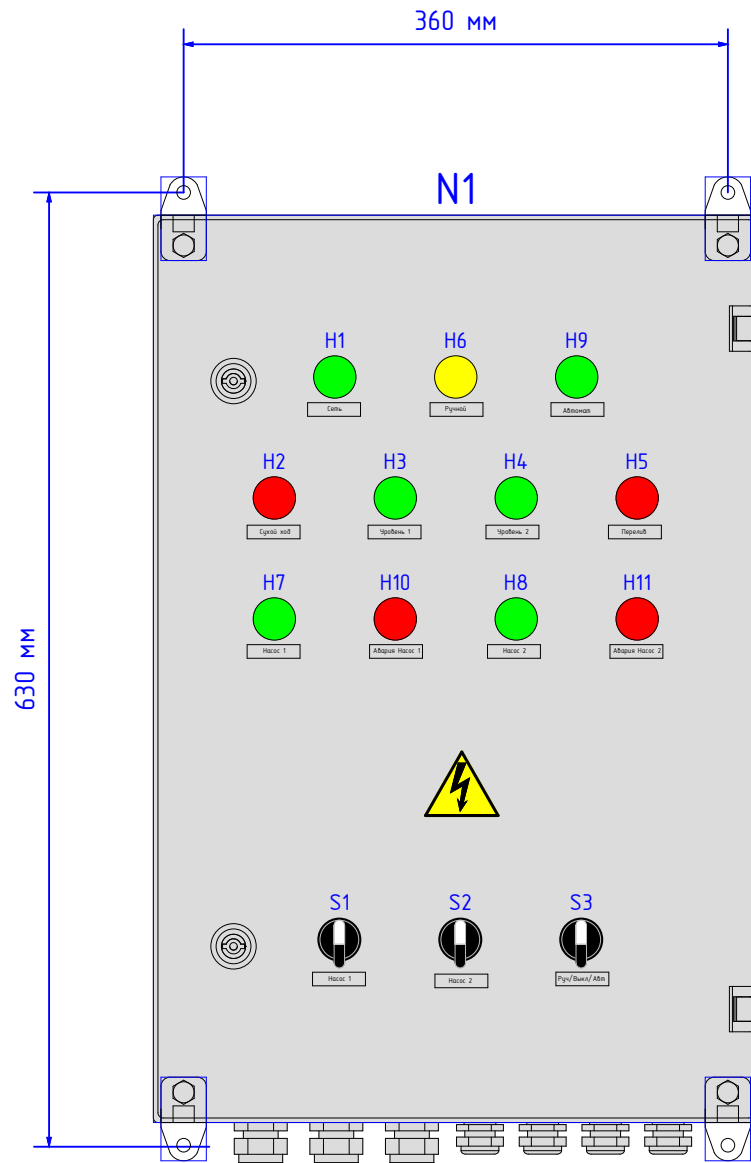 360 мм
N1
H1 H6 H9
Сеть Ручной Автомат
H2 H3 H4 H5
Сухой ход Уровень 1 Уровень 2 Перелив
H7 H10 H8 H11
Насос 1 Авария Насос 1 Насос 2 Авария Насос 2
630 мм
S1 S2 S3
Насос 1 Насос 2 Руч/Выкл/Авт